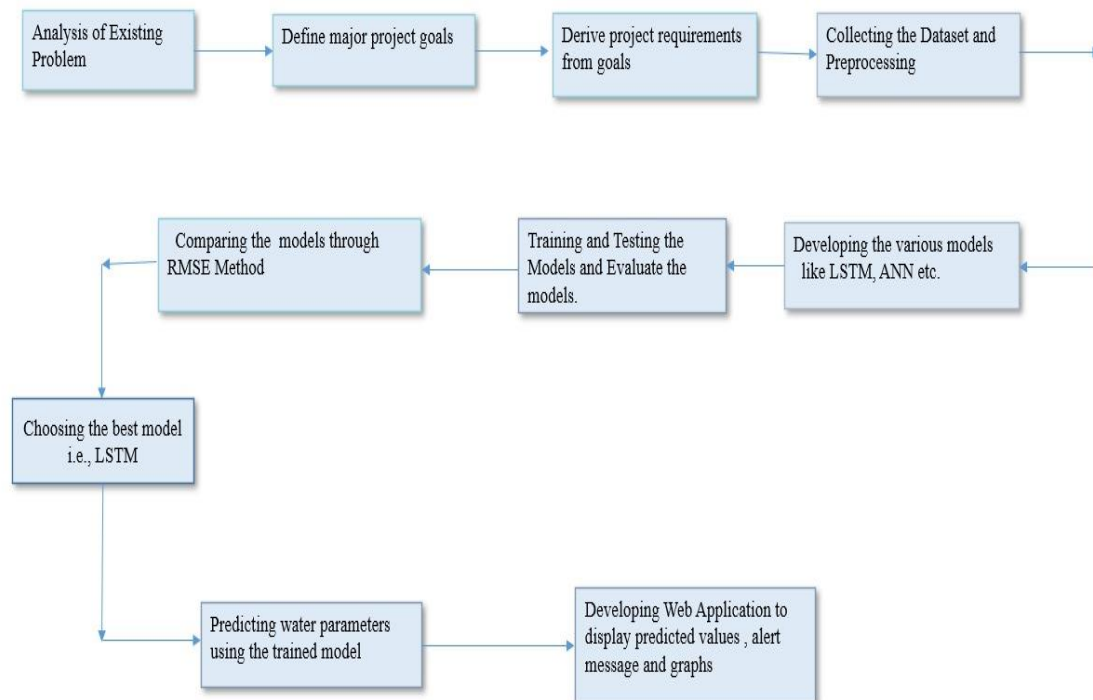 Analysis of Existing
Problem
Define major project goals
Derive project requirements
from goals
Collecting the Dataset and
Preprocessing
Developing the various models
like LSTM, ANN etc.
Training and Testing the
Models and Evaluate the
models.
Comparing the models through
RMSE Method
Choosing the best model
i.e., LSTM
Predicting water parameters
using the trained model
Developing Web Application to
display predicted values , alert
message and graphs